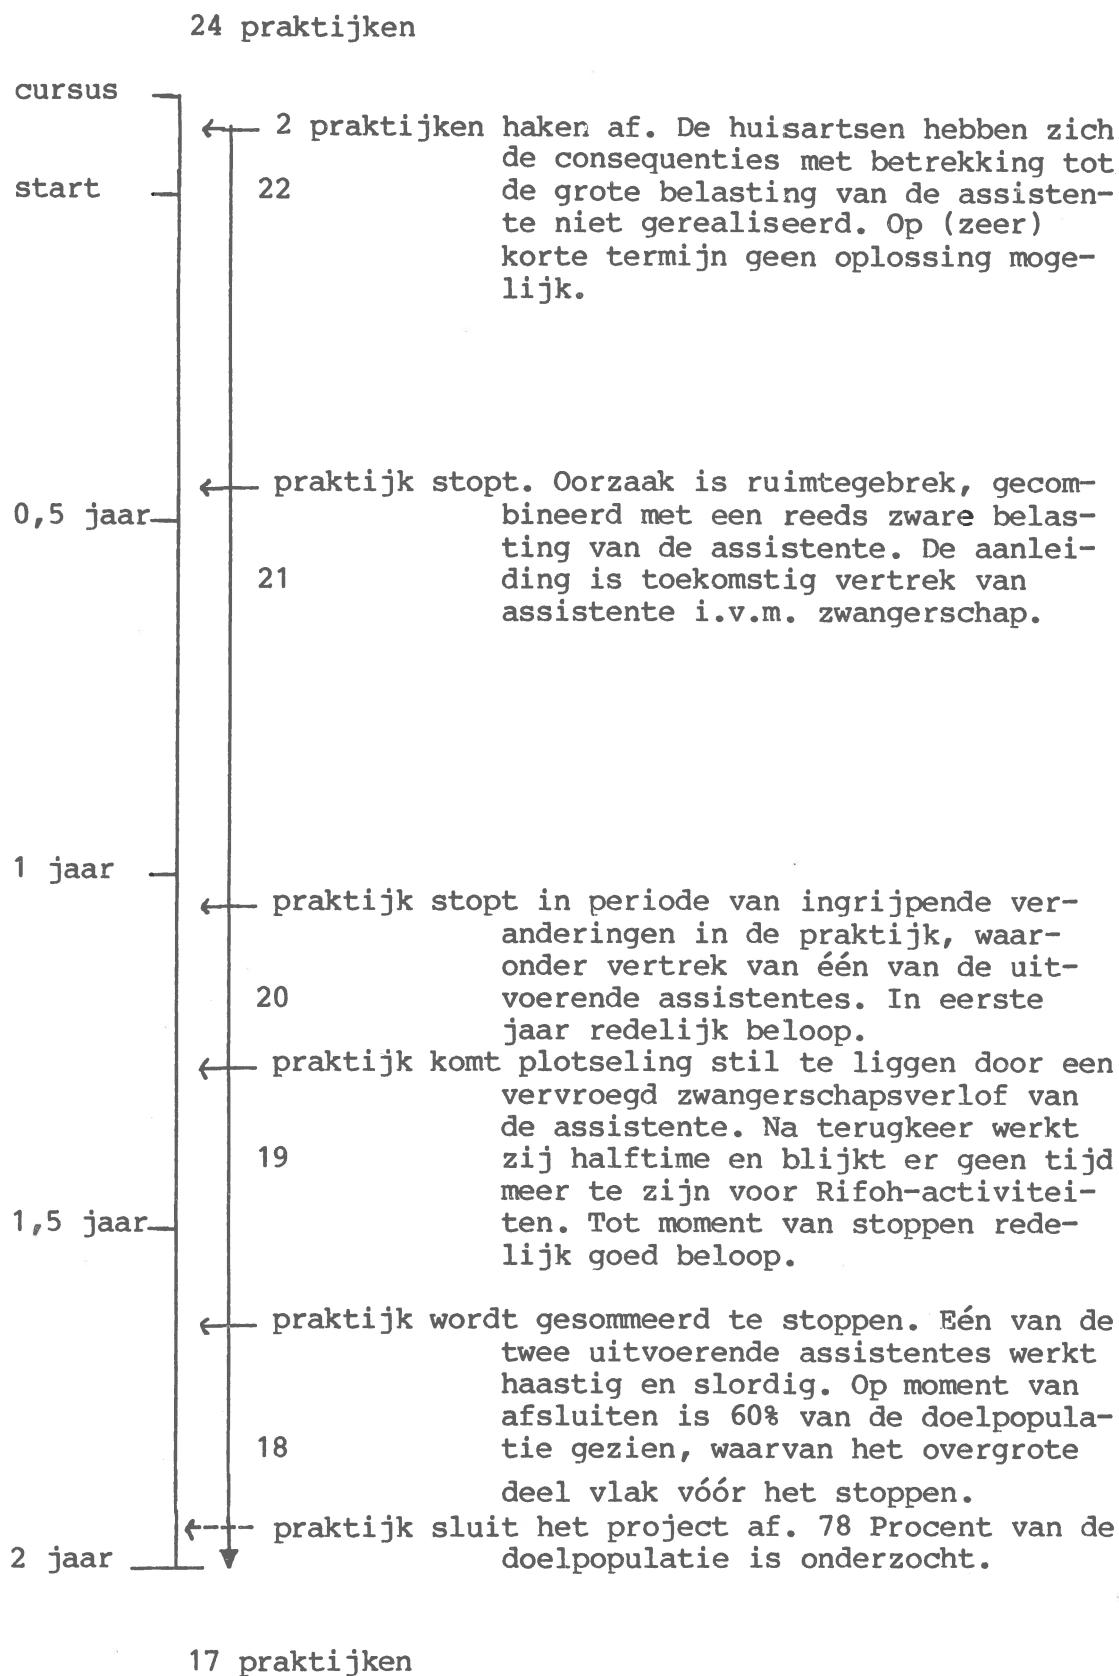 24 praktijken
cursus
2 praktijken haken af. De huisartsen hebben zich
de consequenties met betrekking tot
start 22 de grote belasting van de assisten-
te niet gerealiseerd. Op (zeer)
korte termijn geen oplossing moge-
lijk.
praktijk stopt. Oorzaak is ruimtegebrek, gecom-
0,5 jaar bineerd met een reeds zware belas-
ting van de assistente. De aanlei-
21 ding is toekomstig vertrek van
assistente i.v.m. zwangerschap.
1 jaar
praktijk stopt in periode van ingrijpende ver-
anderingen in de praktijk, waar-
onder vertrek van één van de uit-
20 voerende assistentes. In eerste
jaar redelijk beloop.
praktijk komt plotseling stil te liggen door een
vervroegd zwangerschapsverlof van
de assistente. Na terugkeer werkt
19 zij halftime en blijkt er geen tijd
meer te zijn voor Rifoh-activitei-
1,5 jaar ten. Tot moment van stoppen rede-
lijk goed beloop.
praktijk wordt gesommeerd te stoppen. Eén van de
twee uitvoerende assistentes werkt
haastig en slordig. Op moment van
afsluiten is 60% van de doelpopula-
18 tie gezien, waarvan het overgrote
deel vlak vóór het stoppen.
praktijk sluit het project af. 78 Procent van de
2 jaar doelpopulatie is onderzocht.
17 praktijken